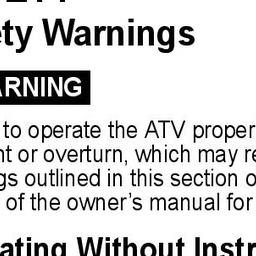 ety Warnings
ARNING
to operate the ATV proper
nt or overturn, which may re
gs outlined in this section o
of the owner's manual for
ating Without Instr